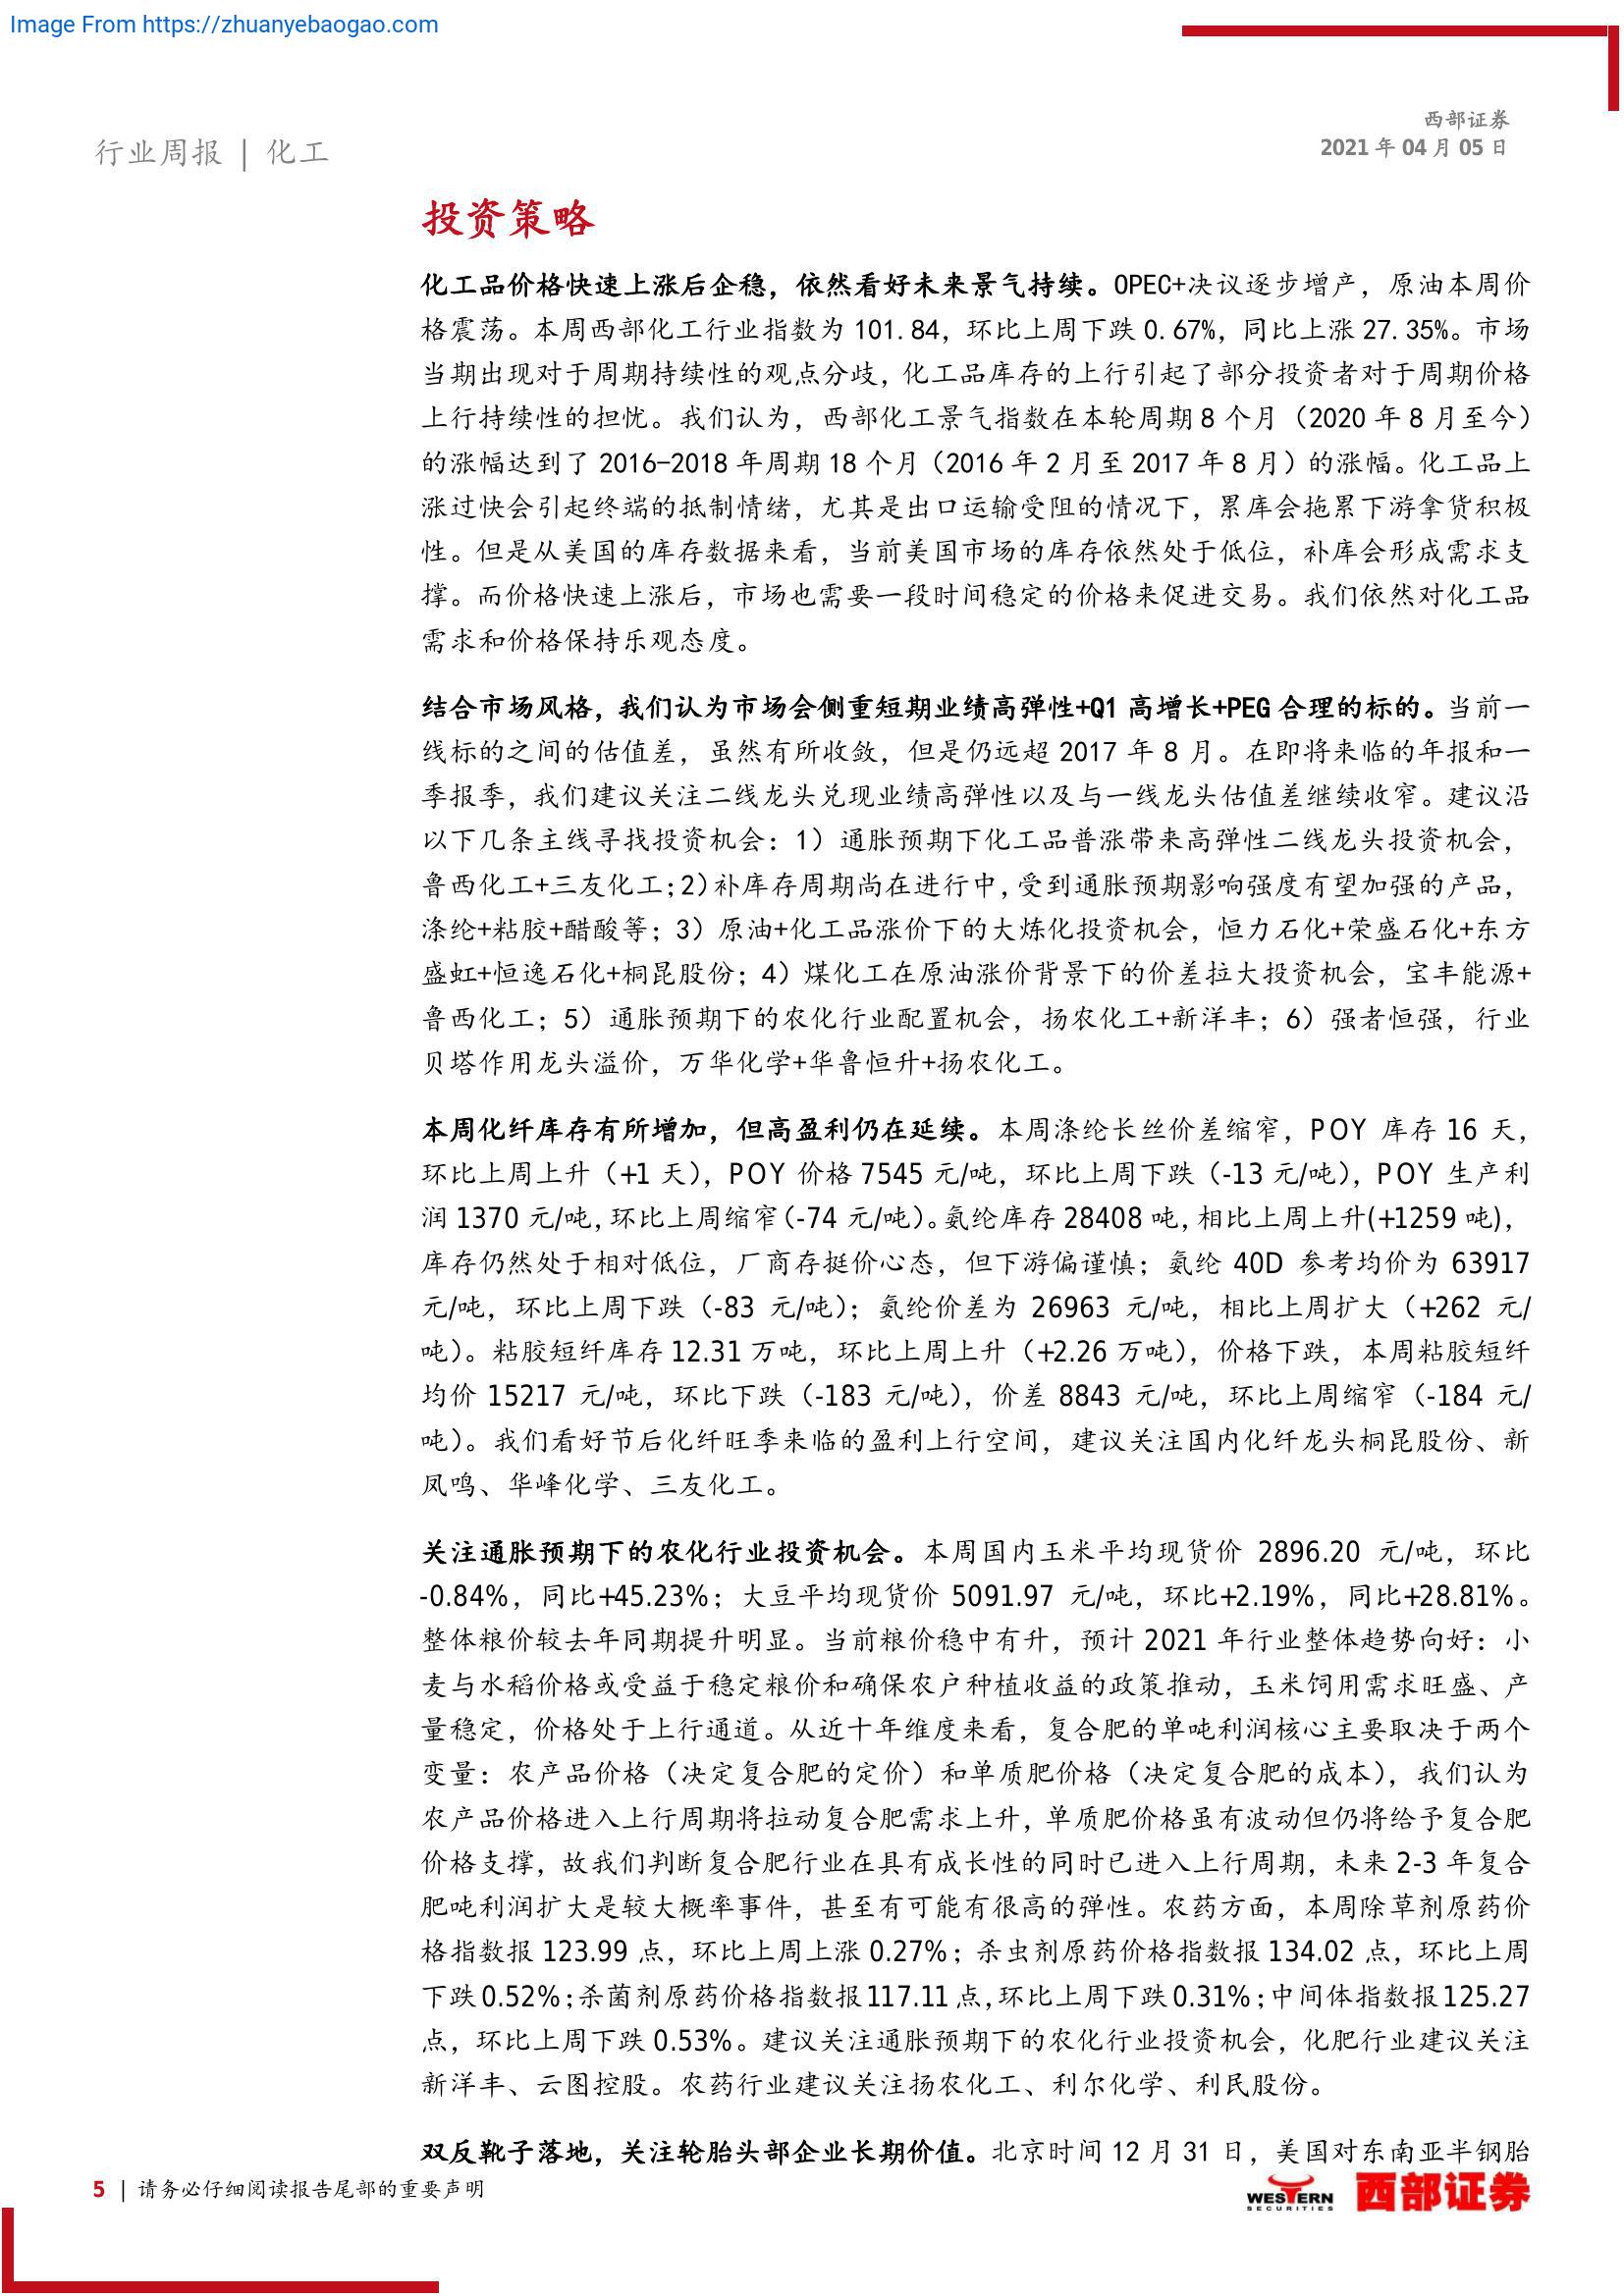 Image From https://zhuanyebaogao.com
西部证券
行业周报 | 化工
2021 年 04 月 05 日
投资策略
化工品价格快速上涨后企稳，依然看好未来景气持续。OPEC+决议逐步增产，原油本周价
格震荡。本周西部化工行业指数为 101.84，环比上周下跌 0.67%，同比上涨 27.35%。市场
当期出现对于周期持续性的观点分歧，化工品库存的上行引起了部分投资者对于周期价格
上行持续性的担忧。我们认为，西部化工景气指数在本轮周期 8 个月（2020 年 8 月至今）
的涨幅达到了 2016-2018 年周期 18 个月（2016 年 2 月至 2017 年 8 月）的涨幅。化工品上
涨过快会引起终端的抵制情绪，尤其是出口运输受阻的情况下，累库会拖累下游拿货积极
性。但是从美国的库存数据来看，当前美国市场的库存依然处于低位，补库会形成需求支
撑。而价格快速上涨后，市场也需要一段时间稳定的价格来促进交易。我们依然对化工品
需求和价格保持乐观态度。
结合市场风格，我们认为市场会侧重短期业绩高弹性+Q1 高增长+PEG 合理的标的。当前一
线标的之间的估值差，虽然有所收敛，但是仍远超 2017 年 8 月。在即将来临的年报和一
季报季，我们建议关注二线龙头兑现业绩高弹性以及与一线龙头估值差继续收窄。建议沿
以下几条主线寻找投资机会：1）通胀预期下化工品普涨带来高弹性二线龙头投资机会，
鲁西化工+三友化工；2）补库存周期尚在进行中，受到通胀预期影响强度有望加强的产品，
涤纶+粘胶+醋酸等；3）原油+化工品涨价下的大炼化投资机会，恒力石化+荣盛石化+东方
盛虹+恒逸石化+桐昆股份；4）煤化工在原油涨价背景下的价差拉大投资机会，宝丰能源+
鲁西化工；5）通胀预期下的农化行业配置机会，扬农化工+新洋丰；6）强者恒强，行业
贝塔作用龙头溢价，万华化学+华鲁恒升+扬农化工。
本周化纤库存有所增加，但高盈利仍在延续。本周涤纶长丝价差缩窄，POY 库存 16 天，
环比上周上升（+1 天），POY 价格 7545 元/吨，环比上周下跌（-13 元/吨），POY 生产利
润 1370 元/吨，环比上周缩窄（-74 元/吨）。氨纶库存 28408 吨，相比上周上升(+1259 吨)，
库存仍然处于相对低位，厂商存挺价心态，但下游偏谨慎；氨纶 40D 参考均价为 63917
元/吨，环比上周下跌（-83 元/吨）；氨纶价差为 26963 元/吨，相比上周扩大（+262 元/
吨）。粘胶短纤库存 12.31 万吨，环比上周上升（+2.26 万吨），价格下跌，本周粘胶短纤
均价 15217 元/吨，环比下跌（-183 元/吨），价差 8843 元/吨，环比上周缩窄（-184 元/
吨）。我们看好节后化纤旺季来临的盈利上行空间，建议关注国内化纤龙头桐昆股份、新
凤鸣、华峰化学、三友化工。
关注通胀预期下的农化行业投资机会。本周国内玉米平均现货价 2896.20 元/吨，环比
-0.84%，同比+45.23%；大豆平均现货价 5091.97 元/吨，环比+2.19%，同比+28.81%。
整体粮价较去年同期提升明显。当前粮价稳中有升，预计 2021 年行业整体趋势向好：小
麦与水稻价格或受益于稳定粮价和确保农户种植收益的政策推动，玉米饲用需求旺盛、产
量稳定，价格处于上行通道。从近十年维度来看，复合肥的单吨利润核心主要取决于两个
变量：农产品价格（决定复合肥的定价）和单质肥价格（决定复合肥的成本），我们认为
农产品价格进入上行周期将拉动复合肥需求上升，单质肥价格虽有波动但仍将给予复合肥
价格支撑，故我们判断复合肥行业在具有成长性的同时已进入上行周期，未来 2-3 年复合
肥吨利润扩大是较大概率事件，甚至有可能有很高的弹性。农药方面，本周除草剂原药价
格指数报 123.99 点，环比上周上涨 0.27%；杀虫剂原药价格指数报 134.02 点，环比上周
下跌 0.52%；杀菌剂原药价格指数报 117.11 点，环比上周下跌 0.31%；中间体指数报 125.27
点，环比上周下跌 0.53%。建议关注通胀预期下的农化行业投资机会，化肥行业建议关注
新洋丰、云图控股。农药行业建议关注扬农化工、利尔化学、利民股份。
双反靴子落地，关注轮胎头部企业长期价值。北京时间 12 月 31 日，美国对东南亚半钢胎
5 | 请务必仔细阅读报告尾部的重要声明
WESTERN
SECURITIES
西部证券